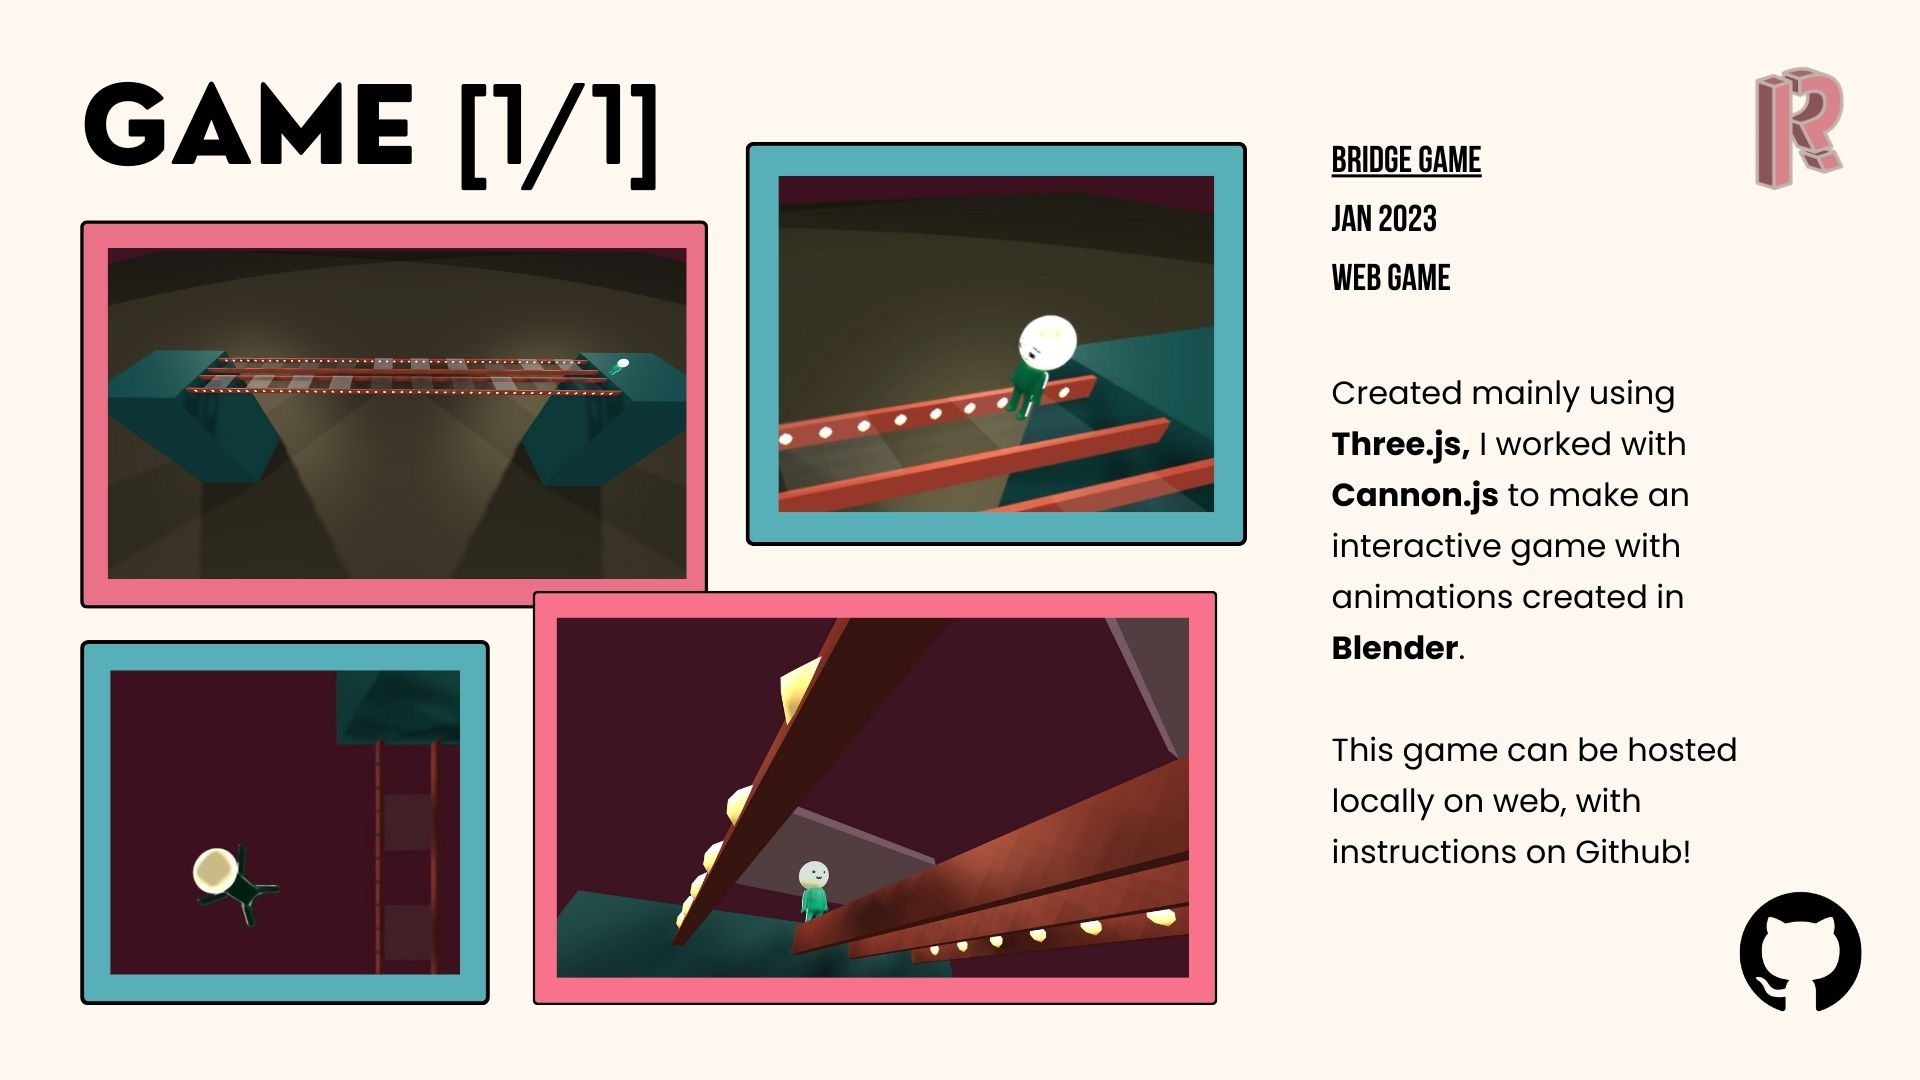 GAME [1/1]
BRIDGE GAME
JAN 2023
WEB GAME
Created mainly using
Three.js, I worked with
Cannon.js to make an
interactive game with
animations created in
Blender.
This game can be hosted
locally on web, with
instructions on Github!
R